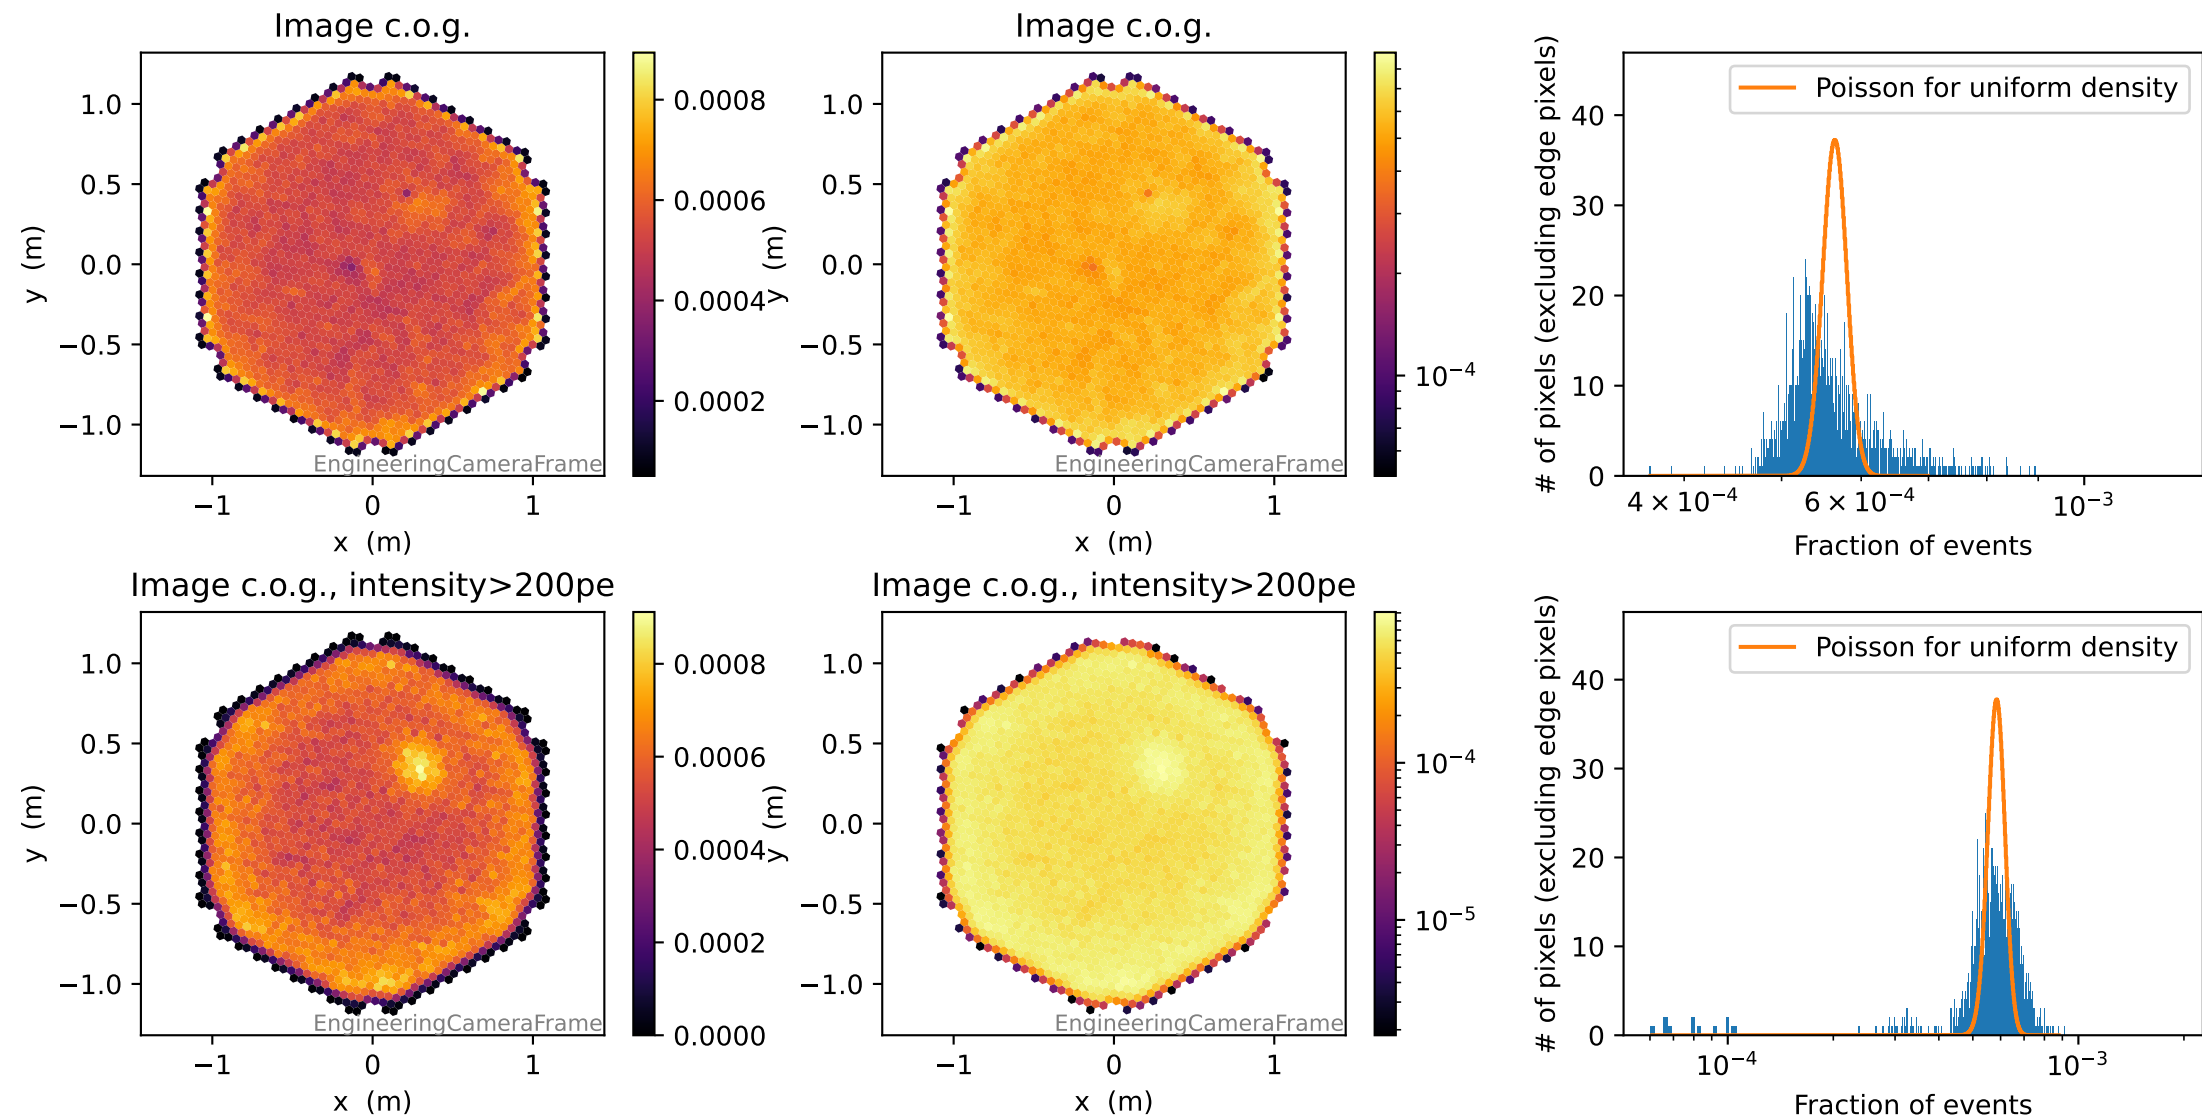 Image c.o.g.
1.0
0.5
0.0
−0.5
−1.0
y (m)
−1 0 1
x (m)
EngineeringCameraFrame
0.0008
0.0006
0.0004
0.0002
Image c.o.g.
1.0
0.5
0.0
−0.5
−1.0
y (m)
−1 0 1
x (m)
EngineeringCameraFrame
10⁻⁴
# of pixels (excluding edge pixels)
40
30
20
10
0
Poisson for uniform density
4 × 10⁻⁴ 6 × 10⁻⁴ 10⁻³
Fraction of events
Image c.o.g., intensity>200pe
1.0
0.5
0.0
−0.5
−1.0
y (m)
−1 0 1
x (m)
EngineeringCameraFrame
0.0008
0.0006
0.0004
0.0002
0.0000
Image c.o.g., intensity>200pe
1.0
0.5
0.0
−0.5
−1.0
y (m)
−1 0 1
x (m)
EngineeringCameraFrame
10⁻⁴
10⁻⁵
# of pixels (excluding edge pixels)
40
30
20
10
0
Poisson for uniform density
10⁻⁴ 10⁻³
Fraction of events